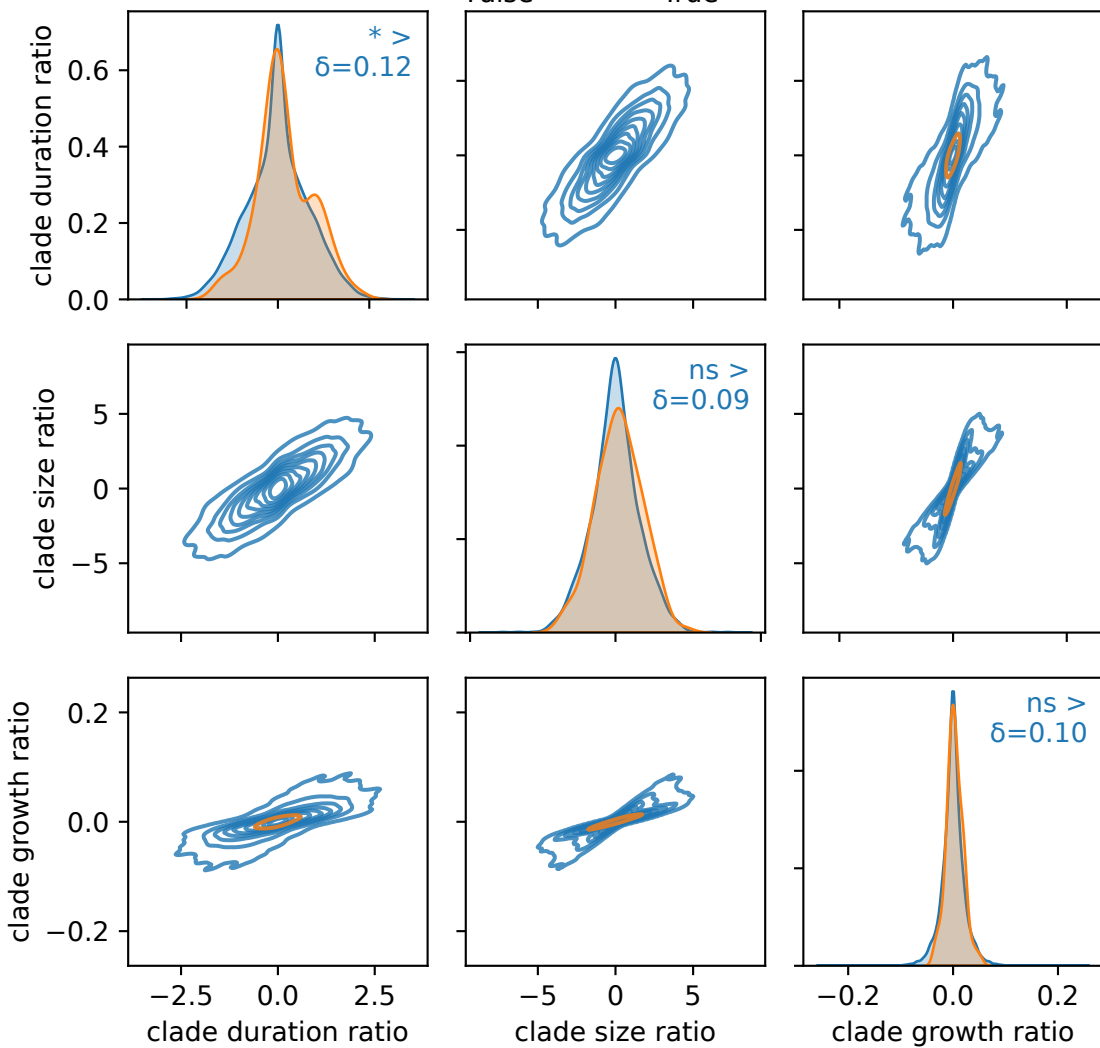 clade duration ratio
0.6
0.4
0.2
0.0
* >
δ=0.12
clade size ratio
5
0
−5
ns >
δ=0.09
clade growth ratio
0.2
0.0
−0.2
ns >
δ=0.10
−2.5 0.0 2.5
−5 0 5
−0.2 0.0 0.2
clade duration ratio
clade size ratio
clade growth ratio